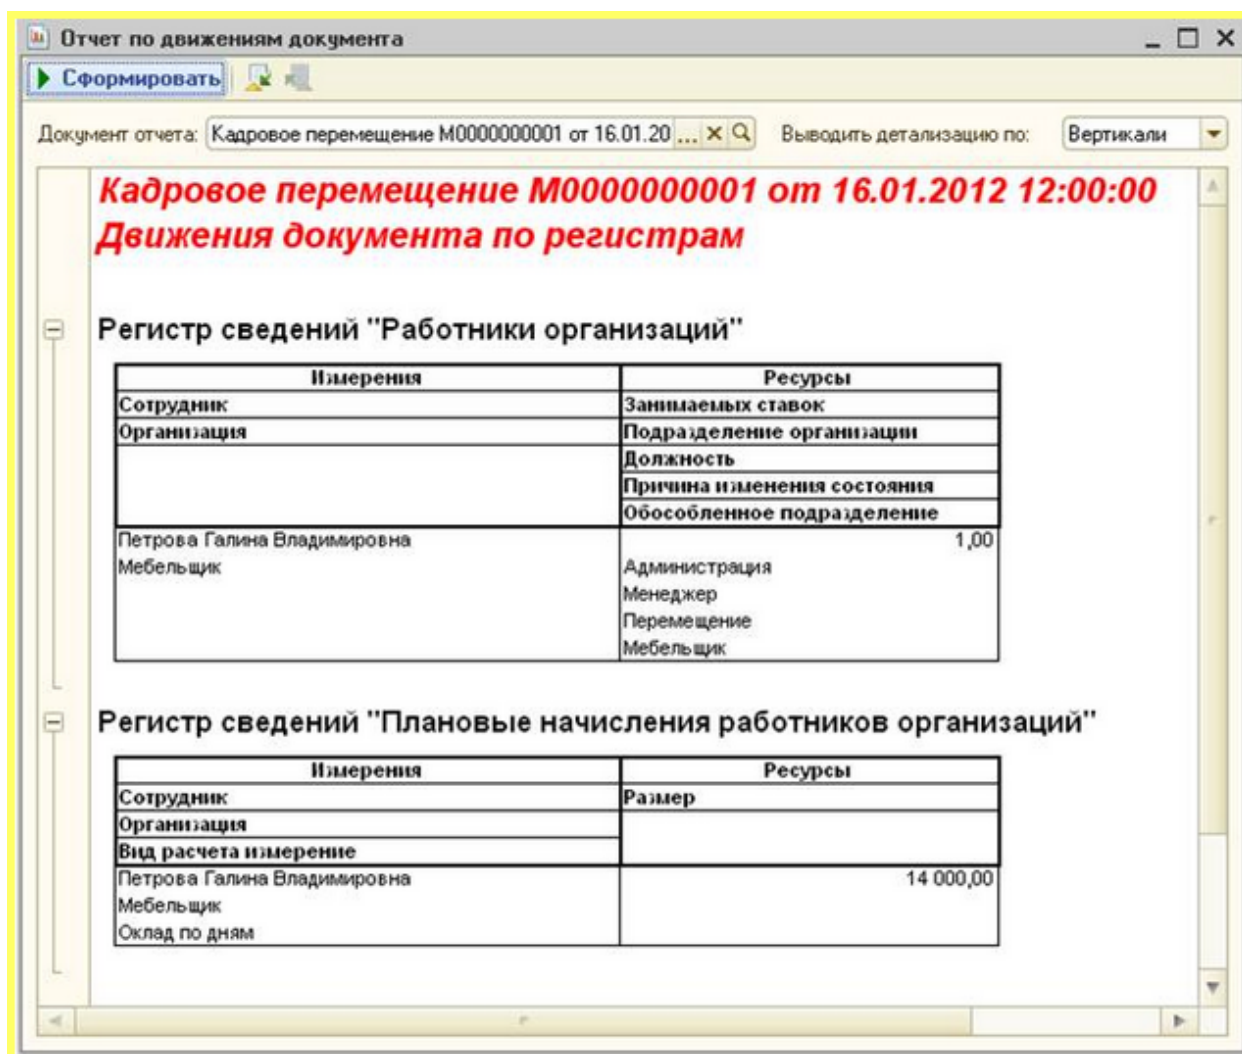 Отчет по движениям документа
Сформировать
Документ отчета: Кадровое перемещение М0000000001 от 16.01.20 ... Выводить детализацию по: Вертикали
Кадровое перемещение М0000000001 от 16.01.2012 12:00:00
Движения документа по регистрам
Регистр сведений "Работники организаций"
Измерения Ресурсы
Сотрудник Занимаемых ставок
Организация Подразделение организации
Должность
Причина изменения состояния
Обособленное подразделение
Петрова Галина Владимировна 1,00
Мебельщик Администрация
Менеджер
Перемещение
Мебельщик
Регистр сведений "Плановые начисления работников организаций"
Измерения Ресурсы
Сотрудник Размер
Организация
Вид расчета измерение
Петрова Галина Владимировна 14 000,00
Мебельщик
Оклад по дням